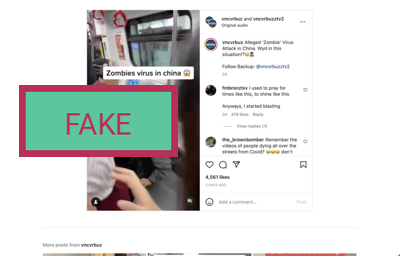 vncvrbuz and vncvrbuzztv2
Original audio
vncvrbuz Alleged 'Zombie' Virus
Attack in China. Wyd in this
situation?
Follow Backup: @vncvrbuzztv2
2d
Zombies virus in china
fmbronzlxv I used to pray for
times like this, to shine like this
Anyways, I started blasting
2d 318 likes Reply
View replies (1)
FAKE
the_brownbomber Remember the
videos of people dying all over the
streets from Covid? don't
4,561 likes
2 DAYS AGO
Add a comment...
Post
More posts from vncvrbuz